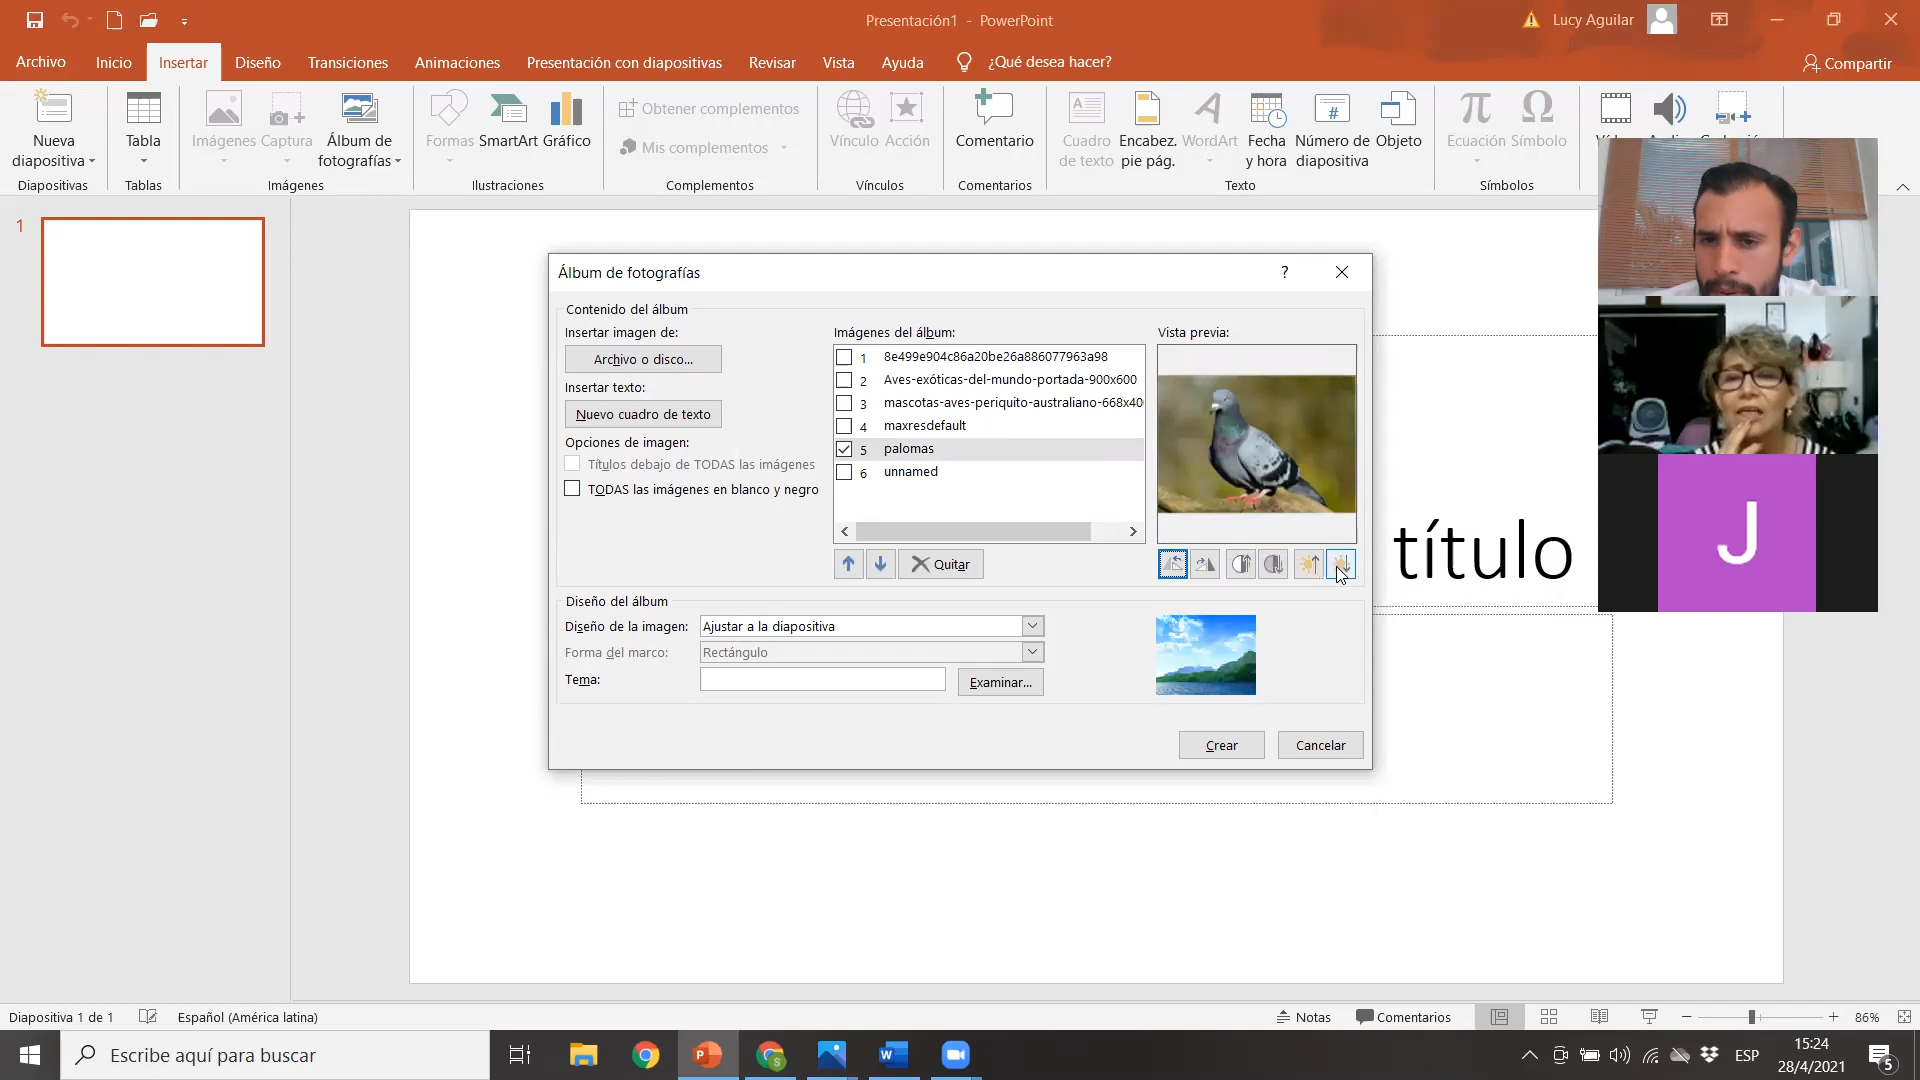 Presentación1 - PowerPoint
Lucy Aguilar
Archivo
Inicio
Insertar
Diseño
Transiciones
Animaciones
Presentación con diapositivas
Revisar
Vista
Ayuda
¿Qué desea hacer?
Compartir
Nueva
diapositiva
Tabla
Imágenes
Captura
Álbum de
fotografías
Formas
SmartArt
Gráfico
Obtener complementos
Mis complementos
Vínculo
Acción
Comentario
Cuadro
de texto
Encabez.
pie pág.
WordArt
Fecha
y hora
Número de
diapositiva
Objeto
Ecuación
Símbolo
Diapositivas
Tablas
Imágenes
Ilustraciones
Complementos
Vínculos
Comentarios
Texto
Símbolos
1
título
Álbum de fotografías
?
Contenido del álbum
Insertar imagen de:
Archivo o disco...
Insertar texto:
Nuevo cuadro de texto
Opciones de imagen:
Títulos debajo de TODAS las imágenes
TODAS las imágenes en blanco y negro
Imágenes del álbum:
1 8e499e904c86a20be26a886077963a98
2 Aves-exóticas-del-mundo-portada-900x600
3 mascotas-aves-periquito-australiano-668x40
4 maxresdefault
5 palomas
6 unnamed
Quitar
Vista previa:
Diseño del álbum
Diseño de la imagen:
Ajustar a la diapositiva
Forma del marco:
Rectángulo
Tema:
Examinar...
Crear
Cancelar
J
Diapositiva 1 de 1
Español (América latina)
Notas
Comentarios
86%
Escribe aquí para buscar
ESP
15:24
28/4/2021
5